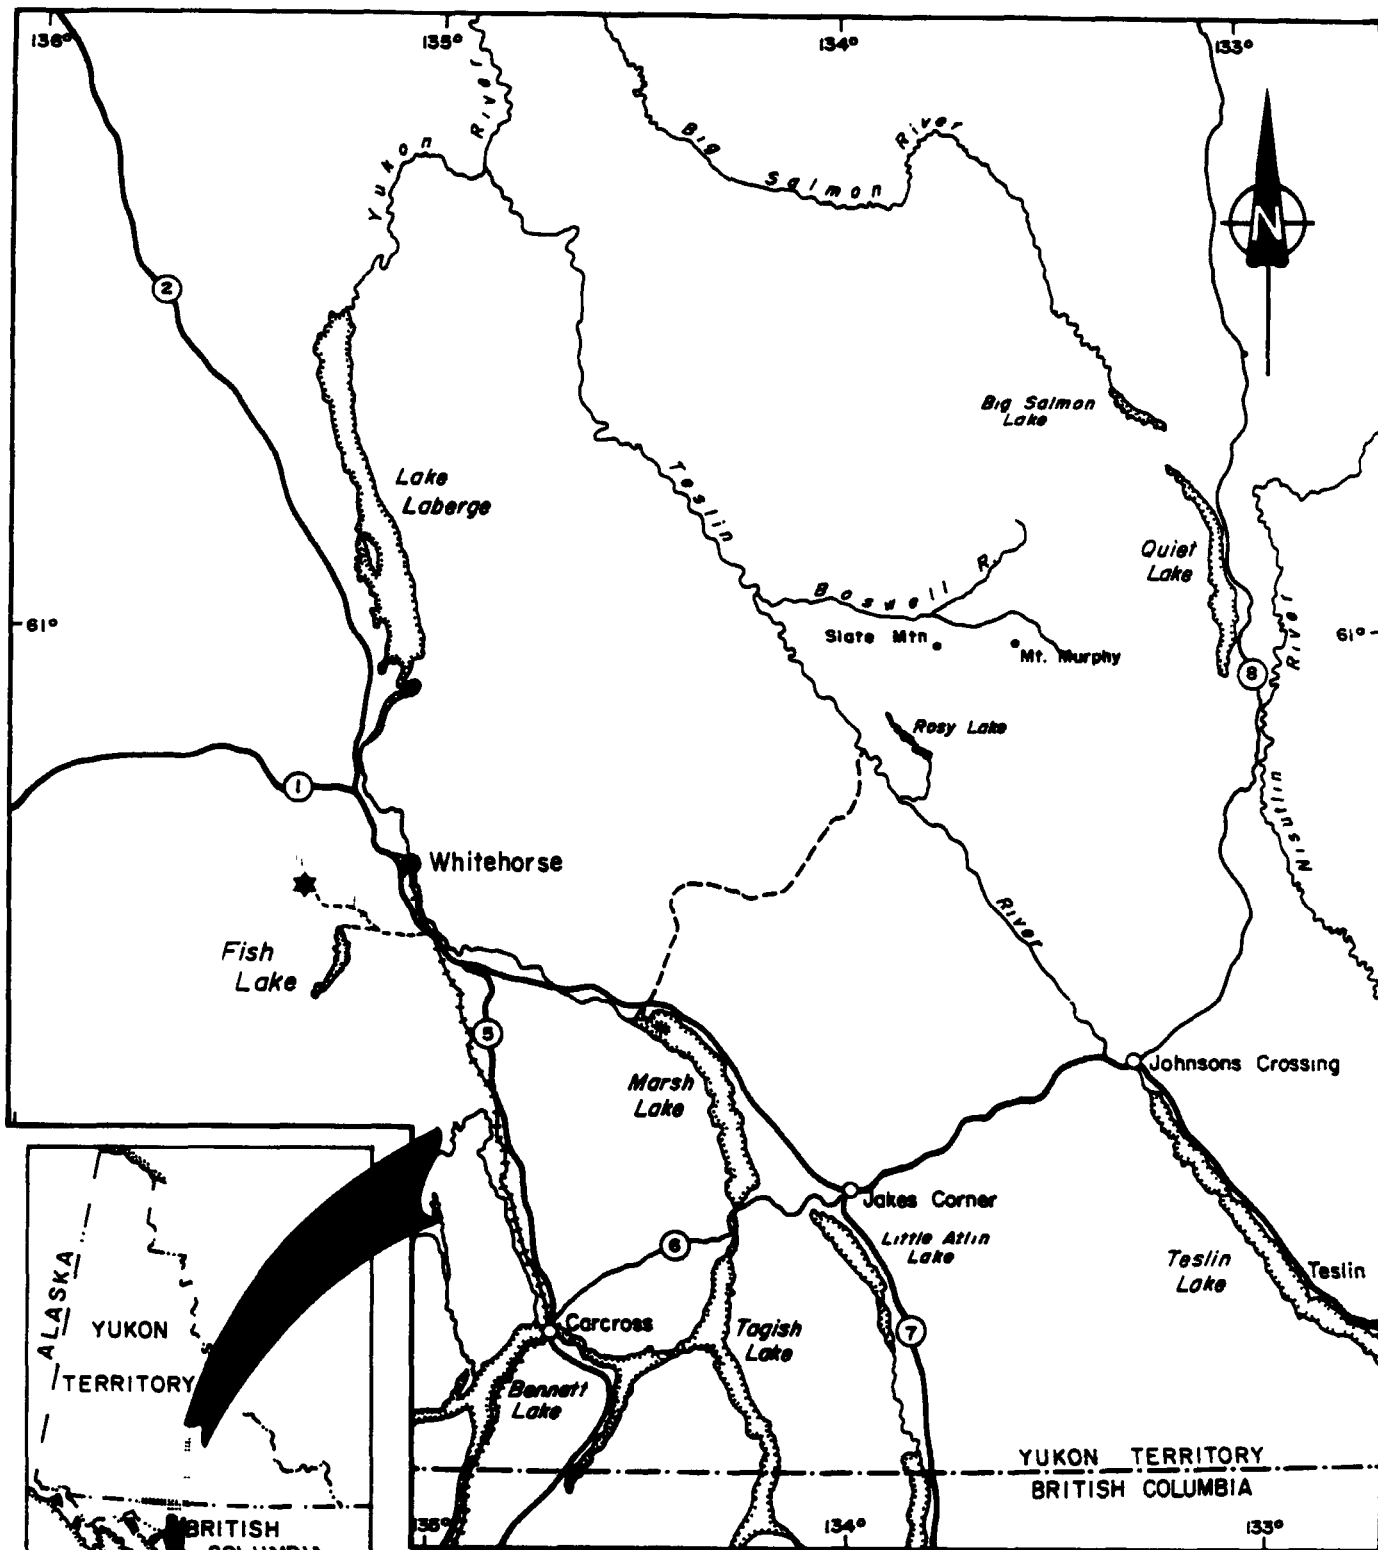 136°
135°
134°
133°
Yukon River
Big Salmon River
N
2
Big Salmon
Lake
Lake
Laberge
Teslin
Quiet
Lake
Boswell R.
61°
61°
Slate Mtn
Mt. Murphy
River
8
Rosy Lake
1
Nisutlin
Whitehorse
River
Fish
Lake
5
Marsh
Lake
Johnsons Crossing
Jakes Corner
Little Atlin
Lake
6
Teslin
Lake
Teslin
Carcross
Tagish
Lake
7
Bennett
Lake
ALASKA
YUKON
TERRITORY
YUKON TERRITORY
BRITISH COLUMBIA
BRITISH
COLUMBIA
135°
134°
133°